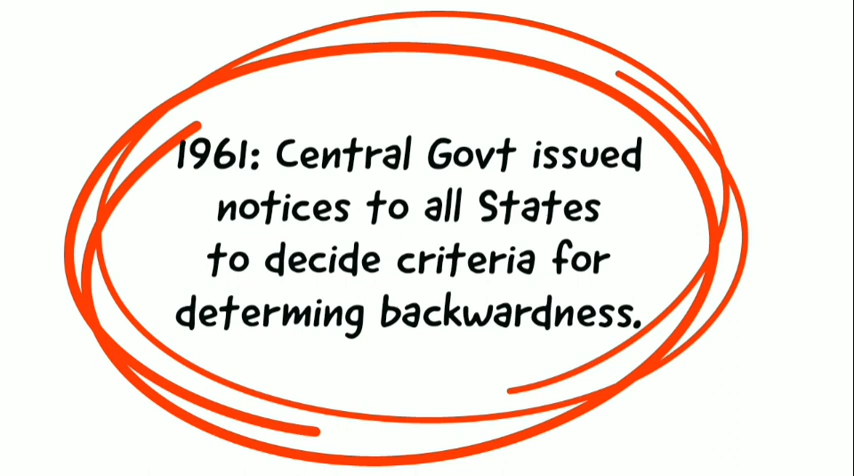 1961: Central Govt issued
notices to all States
to decide criteria for
determing backwardness.